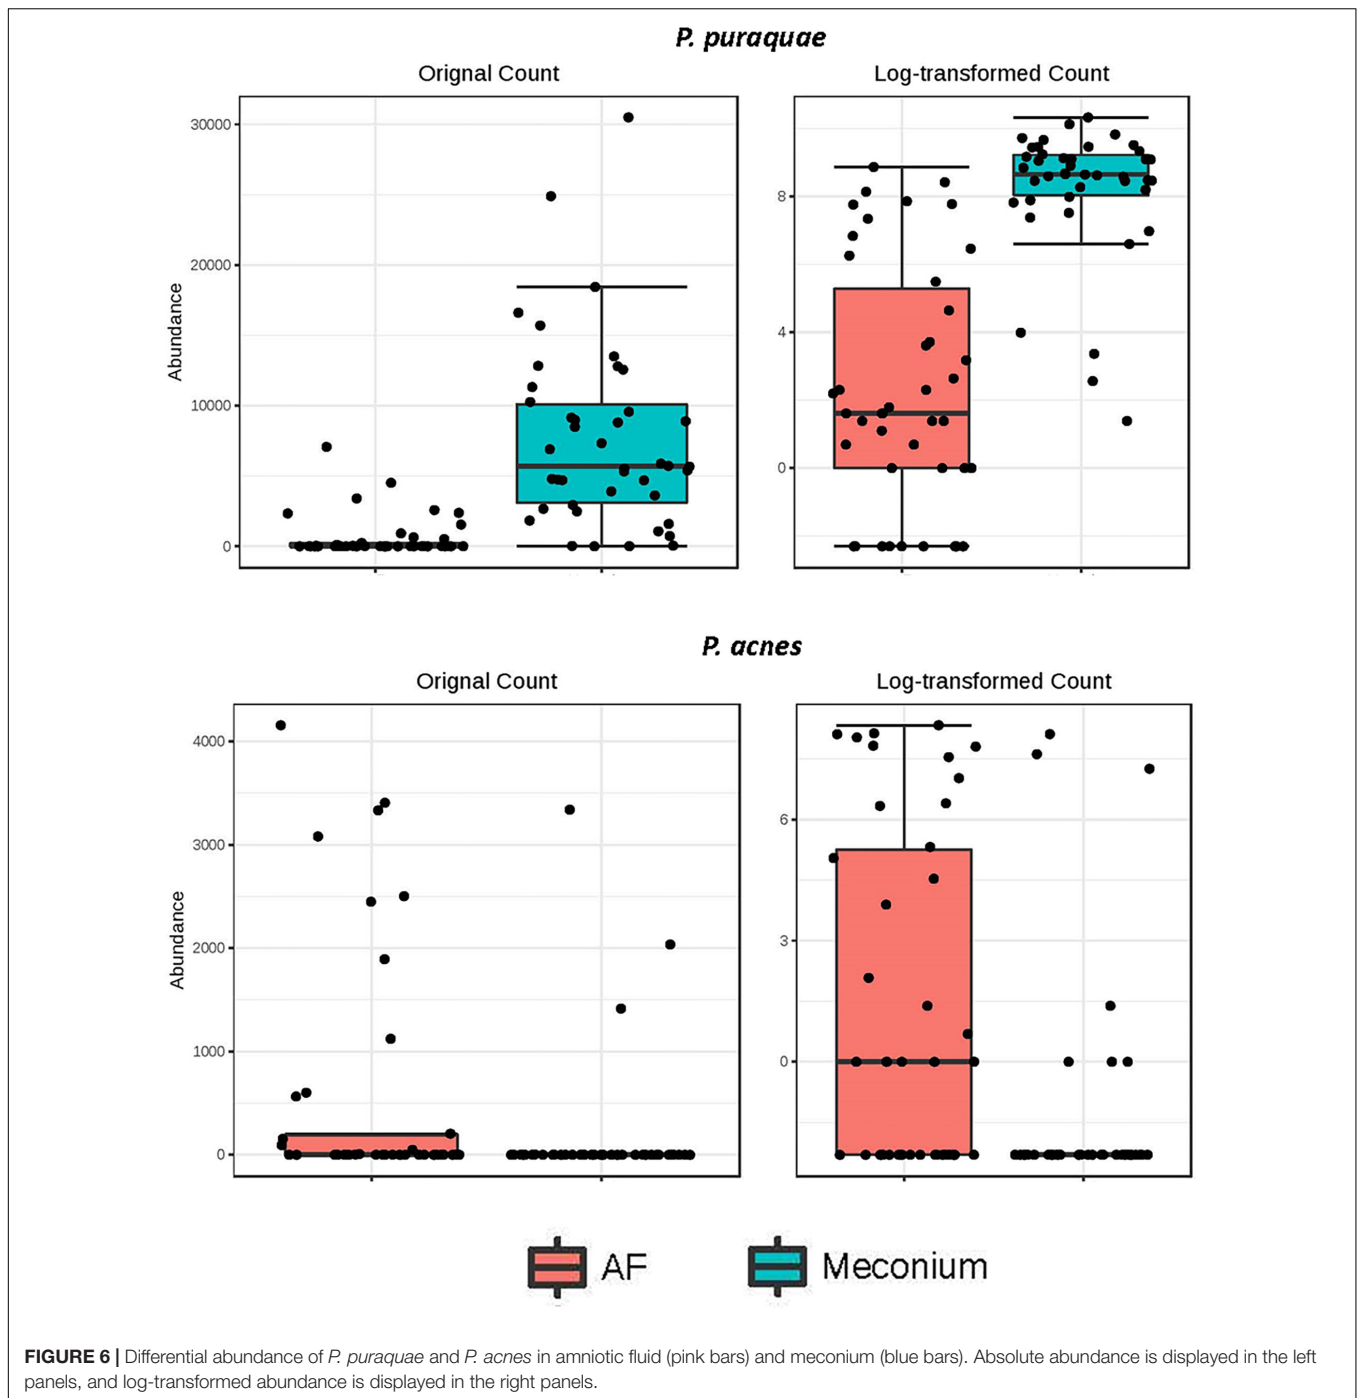 P. puraquae
Orignal Count
Log-transformed Count
Abundance
30000
20000
10000
0
8
4
0
P. acnes
Orignal Count
Log-transformed Count
Abundance
4000
3000
2000
1000
0
6
3
0
AF
Meconium
FIGURE 6 | Differential abundance of P. puraquae and P. acnes in amniotic fluid (pink bars) and meconium (blue bars). Absolute abundance is displayed in the left
panels, and log-transformed abundance is displayed in the right panels.